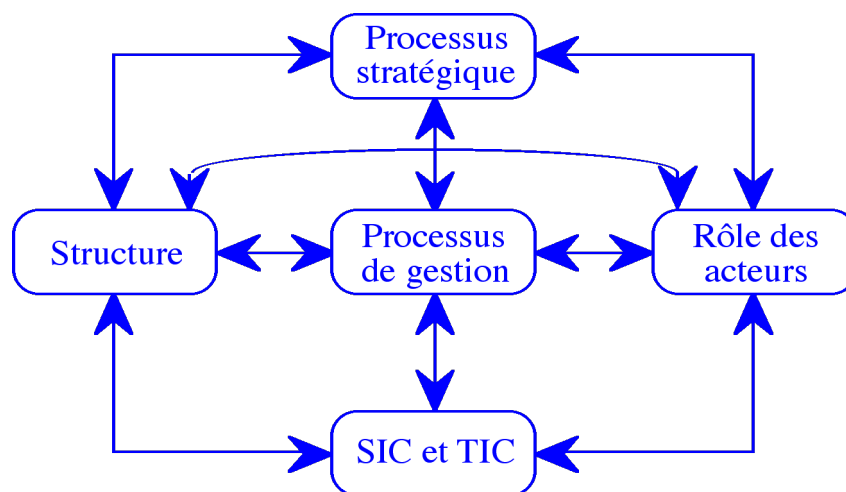 Processus
stratégique
Structure
Processus
de gestion
Rôle des
acteurs
SIC et TIC